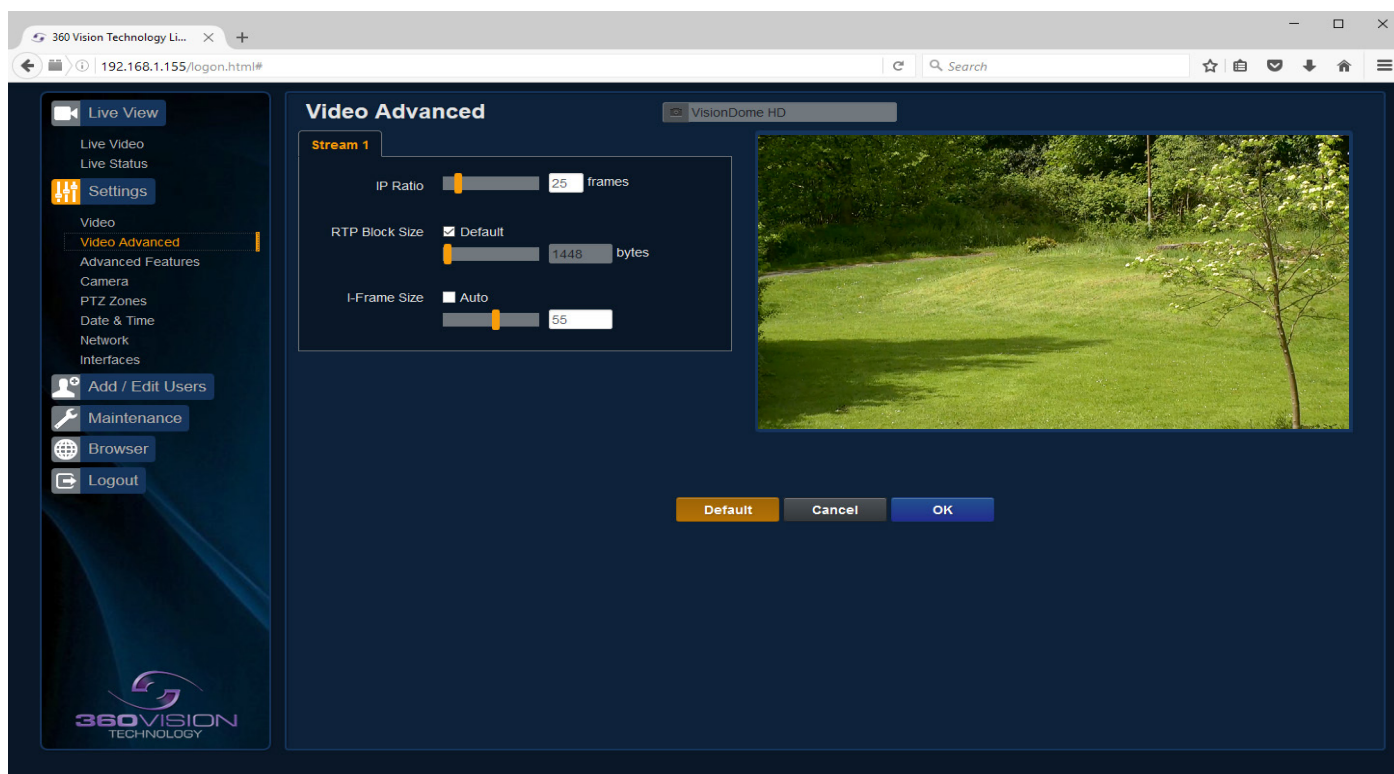 360 Vision Technology Li...
192.168.1.155/logon.html#
Search
Live View
Live Video
Live Status
Settings
Video
Video Advanced
Advanced Features
Camera
PTZ Zones
Date & Time
Network
Interfaces
Add / Edit Users
Maintenance
Browser
Logout
360VISION
TECHNOLOGY
Video Advanced
VisionDome HD
Stream 1
IP Ratio 25 frames
RTP Block Size Default
1448 bytes
I-Frame Size Auto
55
Default Cancel OK